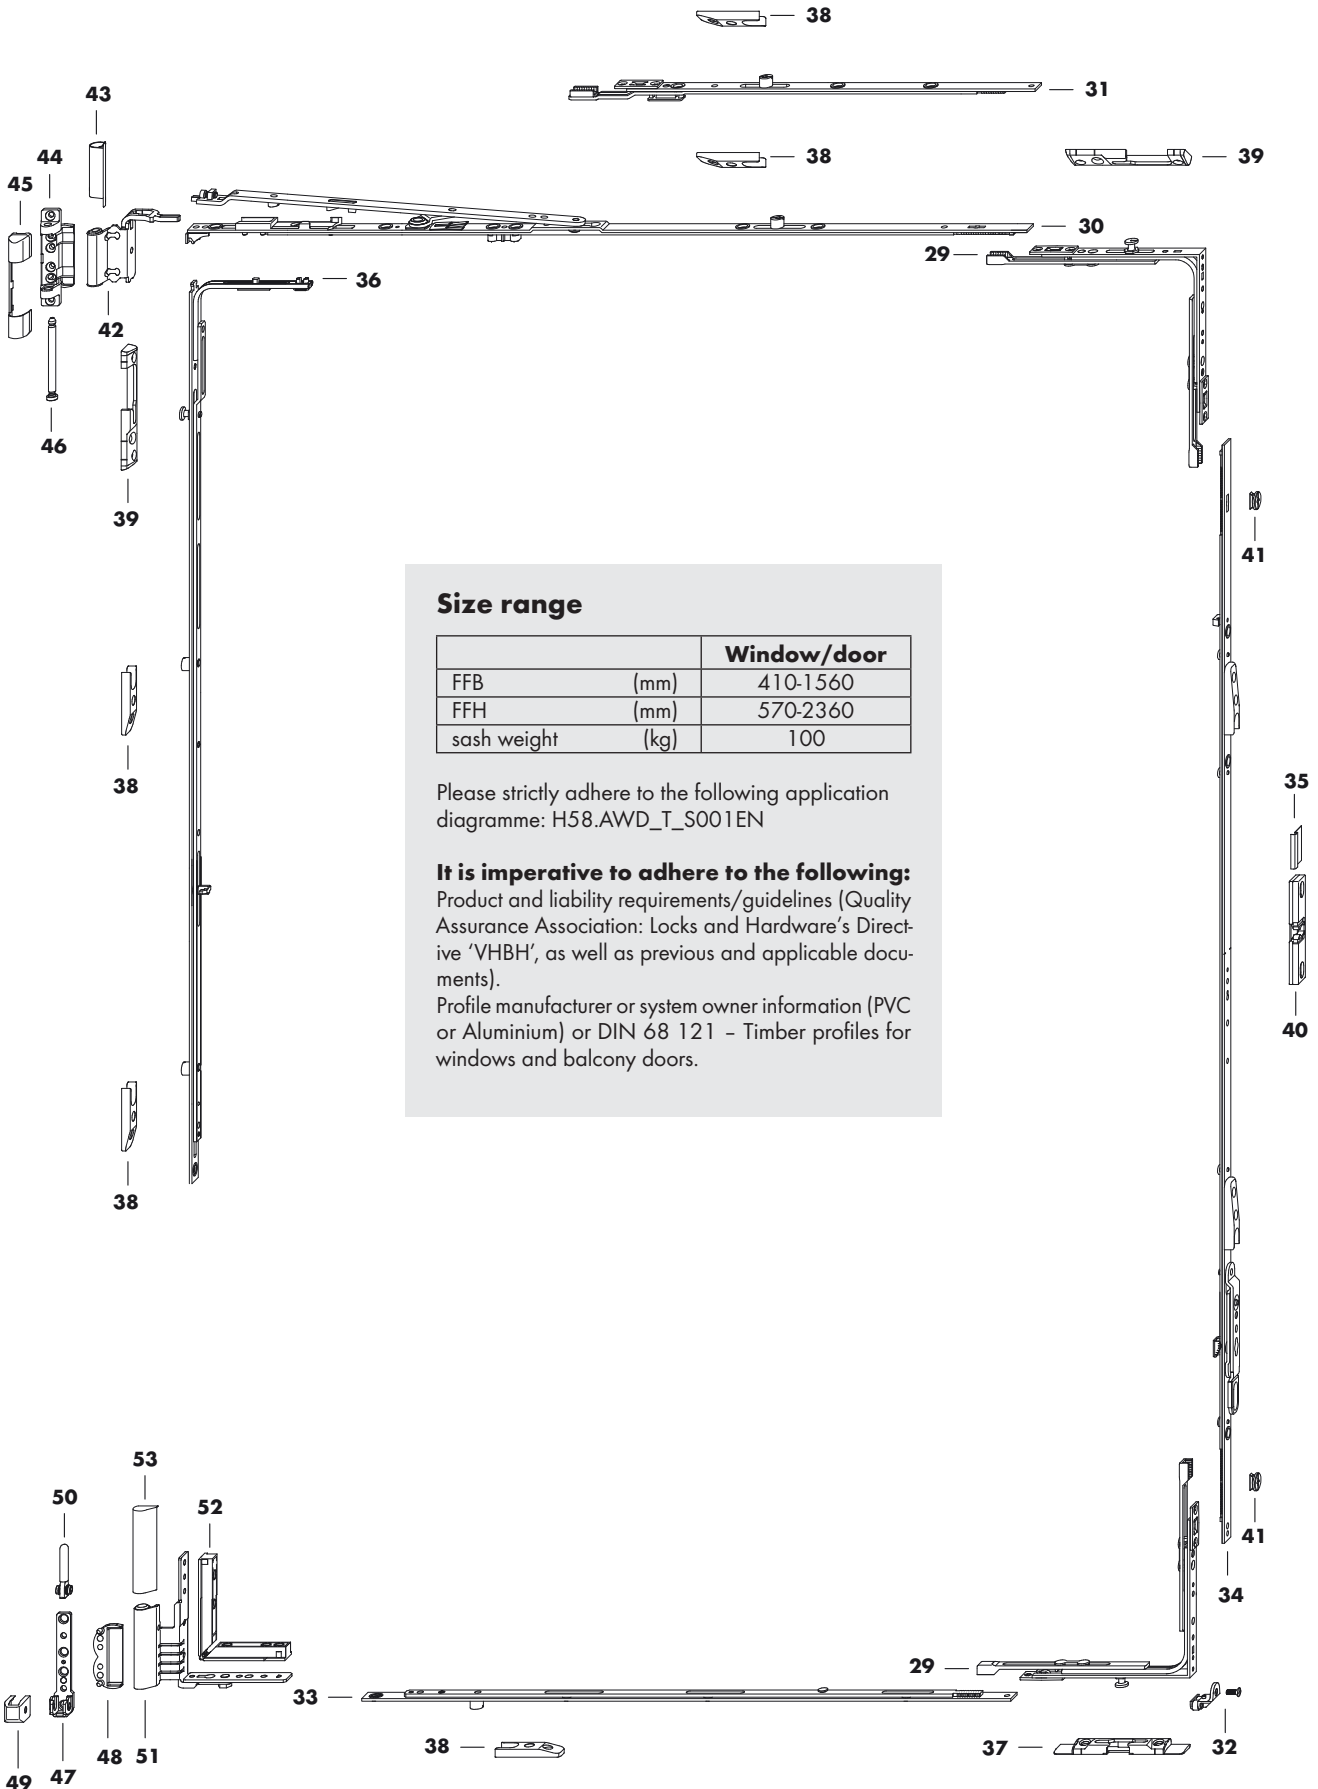 38
31
43
38
39
44
45
30
29
36
42
46
39
41
Size range
Window/door
FFB (mm) 410-1560
FFH (mm) 570-2360
sash weight (kg) 100
Please strictly adhere to the following application
diagramme: H58.AWD_T_S001EN
It is imperative to adhere to the following:
Product and liability requirements/guidelines (Quality
Assurance Association: Locks and Hardware's Direct-
ive 'VHBH', as well as previous and applicable docu-
ments).
Profile manufacturer or system owner information (PVC
or Aluminium) or DIN 68 121 – Timber profiles for
windows and balcony doors.
38
35
40
38
53
50
52
41
34
29
33
38
37
32
48
51
47
49